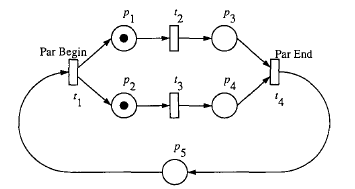 p1 t2 p3
Par Begin Par End
t1 p2 t3 p4 t4
p5